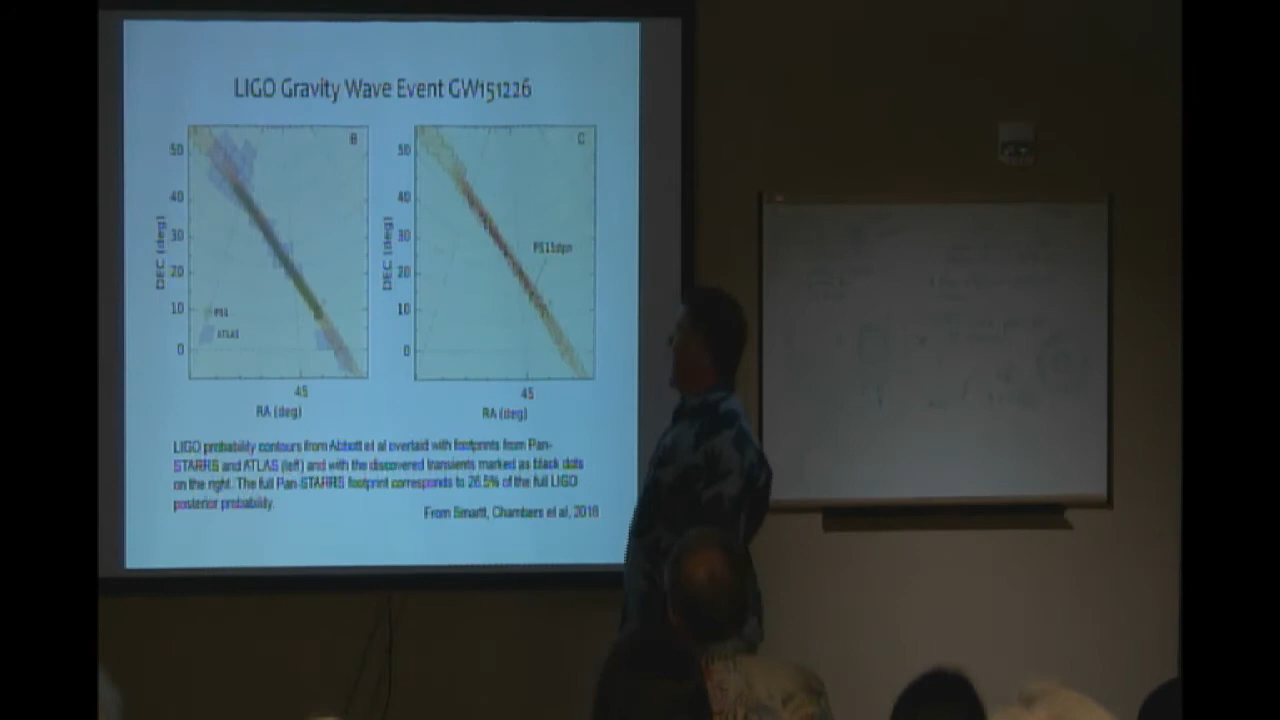 LIGO Gravity Wave Event GW151226
B
C
50
40
30
20
10
0
DEC (deg)
PS1
ATLAS
45
RA (deg)
50
40
30
20
10
0
DEC (deg)
PS15dpn
45
RA (deg)
LIGO probability contours from Abbott et al overlaid with footprints from Pan-
STARRS and ATLAS (left) and with the discovered transients marked as black dots
on the right. The full Pan-STARRS footprint corresponds to 26.5% of the full LIGO
posterior probability.
From Smartt, Chambers et al, 2016